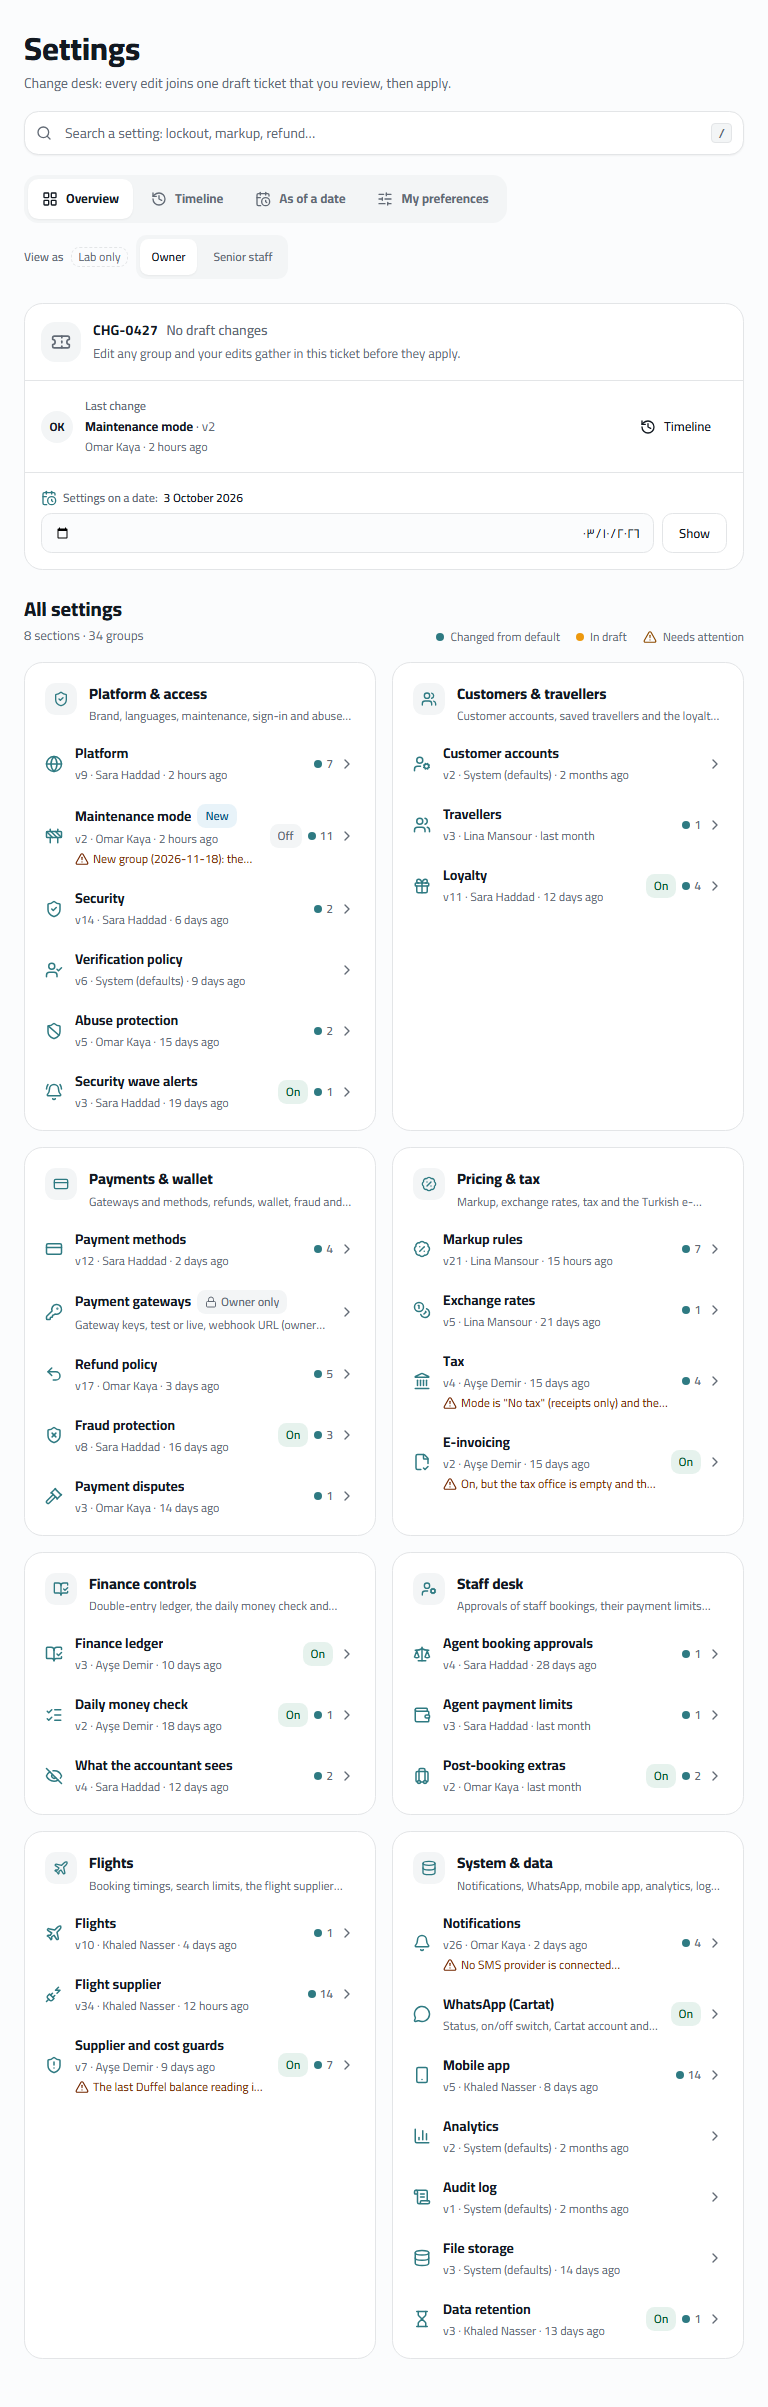 Settings
Change desk: every edit joins one draft ticket that you review, then apply.
Search a setting: lockout, markup, refund...
/
Overview
Timeline
As of a date
My preferences
View as
Lab only
Owner
Senior staff
CHG-0427 No draft changes
Edit any group and your edits gather in this ticket before they apply.
Last change
OK
Maintenance mode · v2
Omar Kaya · 2 hours ago
Timeline
Settings on a date: 3 October 2026
٠٣/١٠/٢٠٢٦
Show
All settings
8 sections · 34 groups
Changed from default
In draft
Needs attention
Platform & access
Brand, languages, maintenance, sign-in and abuse...
Platform
v9 · Sara Haddad · 2 hours ago
7
Maintenance mode New
v2 · Omar Kaya · 2 hours ago
New group (2026-11-18): the...
Off
11
Security
v14 · Sara Haddad · 6 days ago
2
Verification policy
v6 · System (defaults) · 9 days ago
Abuse protection
v5 · Omar Kaya · 15 days ago
2
Security wave alerts
v3 · Sara Haddad · 19 days ago
On
1
Customers & travellers
Customer accounts, saved travellers and the loyalt...
Customer accounts
v2 · System (defaults) · 2 months ago
Travellers
v3 · Lina Mansour · last month
1
Loyalty
v11 · Sara Haddad · 12 days ago
On
4
Payments & wallet
Gateways and methods, refunds, wallet, fraud and...
Payment methods
v12 · Sara Haddad · 2 days ago
4
Payment gateways Owner only
Gateway keys, test or live, webhook URL (owner...
Refund policy
v17 · Omar Kaya · 3 days ago
5
Fraud protection
v8 · Sara Haddad · 16 days ago
On
3
Payment disputes
v3 · Omar Kaya · 14 days ago
1
Pricing & tax
Markup, exchange rates, tax and the Turkish e-...
Markup rules
v21 · Lina Mansour · 15 hours ago
7
Exchange rates
v5 · Lina Mansour · 21 days ago
1
Tax
v4 · Ayşe Demir · 15 days ago
Mode is "No tax" (receipts only) and the...
4
E-invoicing
v2 · Ayşe Demir · 15 days ago
On, but the tax office is empty and th...
On
Finance controls
Double-entry ledger, the daily money check and...
Finance ledger
v3 · Ayşe Demir · 10 days ago
On
Daily money check
v2 · Ayşe Demir · 18 days ago
On
1
What the accountant sees
v4 · Sara Haddad · 12 days ago
2
Staff desk
Approvals of staff bookings, their payment limits...
Agent booking approvals
v4 · Sara Haddad · 28 days ago
1
Agent payment limits
v3 · Sara Haddad · last month
1
Post-booking extras
v2 · Omar Kaya · last month
On
2
Flights
Booking timings, search limits, the flight supplier...
Flights
v10 · Khaled Nasser · 4 days ago
1
Flight supplier
v34 · Khaled Nasser · 12 hours ago
14
Supplier and cost guards
v7 · Ayşe Demir · 9 days ago
The last Duffel balance reading i...
On
7
System & data
Notifications, WhatsApp, mobile app, analytics, log...
Notifications
v26 · Omar Kaya · 2 days ago
No SMS provider is connected...
4
WhatsApp (Cartat)
Status, on/off switch, Cartat account and...
On
Mobile app
v5 · Khaled Nasser · 8 days ago
14
Analytics
v2 · System (defaults) · 2 months ago
Audit log
v1 · System (defaults) · 2 months ago
File storage
v3 · System (defaults) · 14 days ago
Data retention
v3 · Khaled Nasser · 13 days ago
On
1